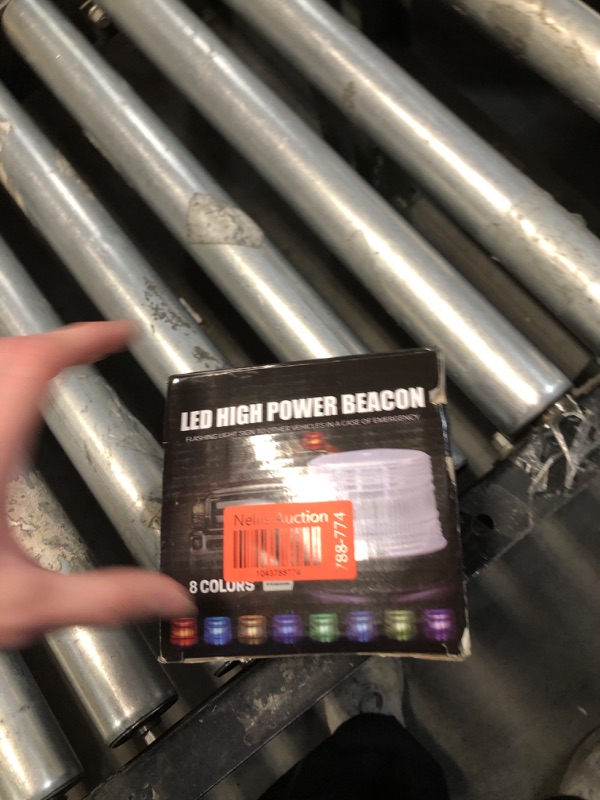 LED HIGH POWER BEACON
FLASHING LIGHT SIGN TO OTHER VEHICLES IN A CASE OF EMERGENCY
Nellis Auction
788-774
1043788774
8 COLORS